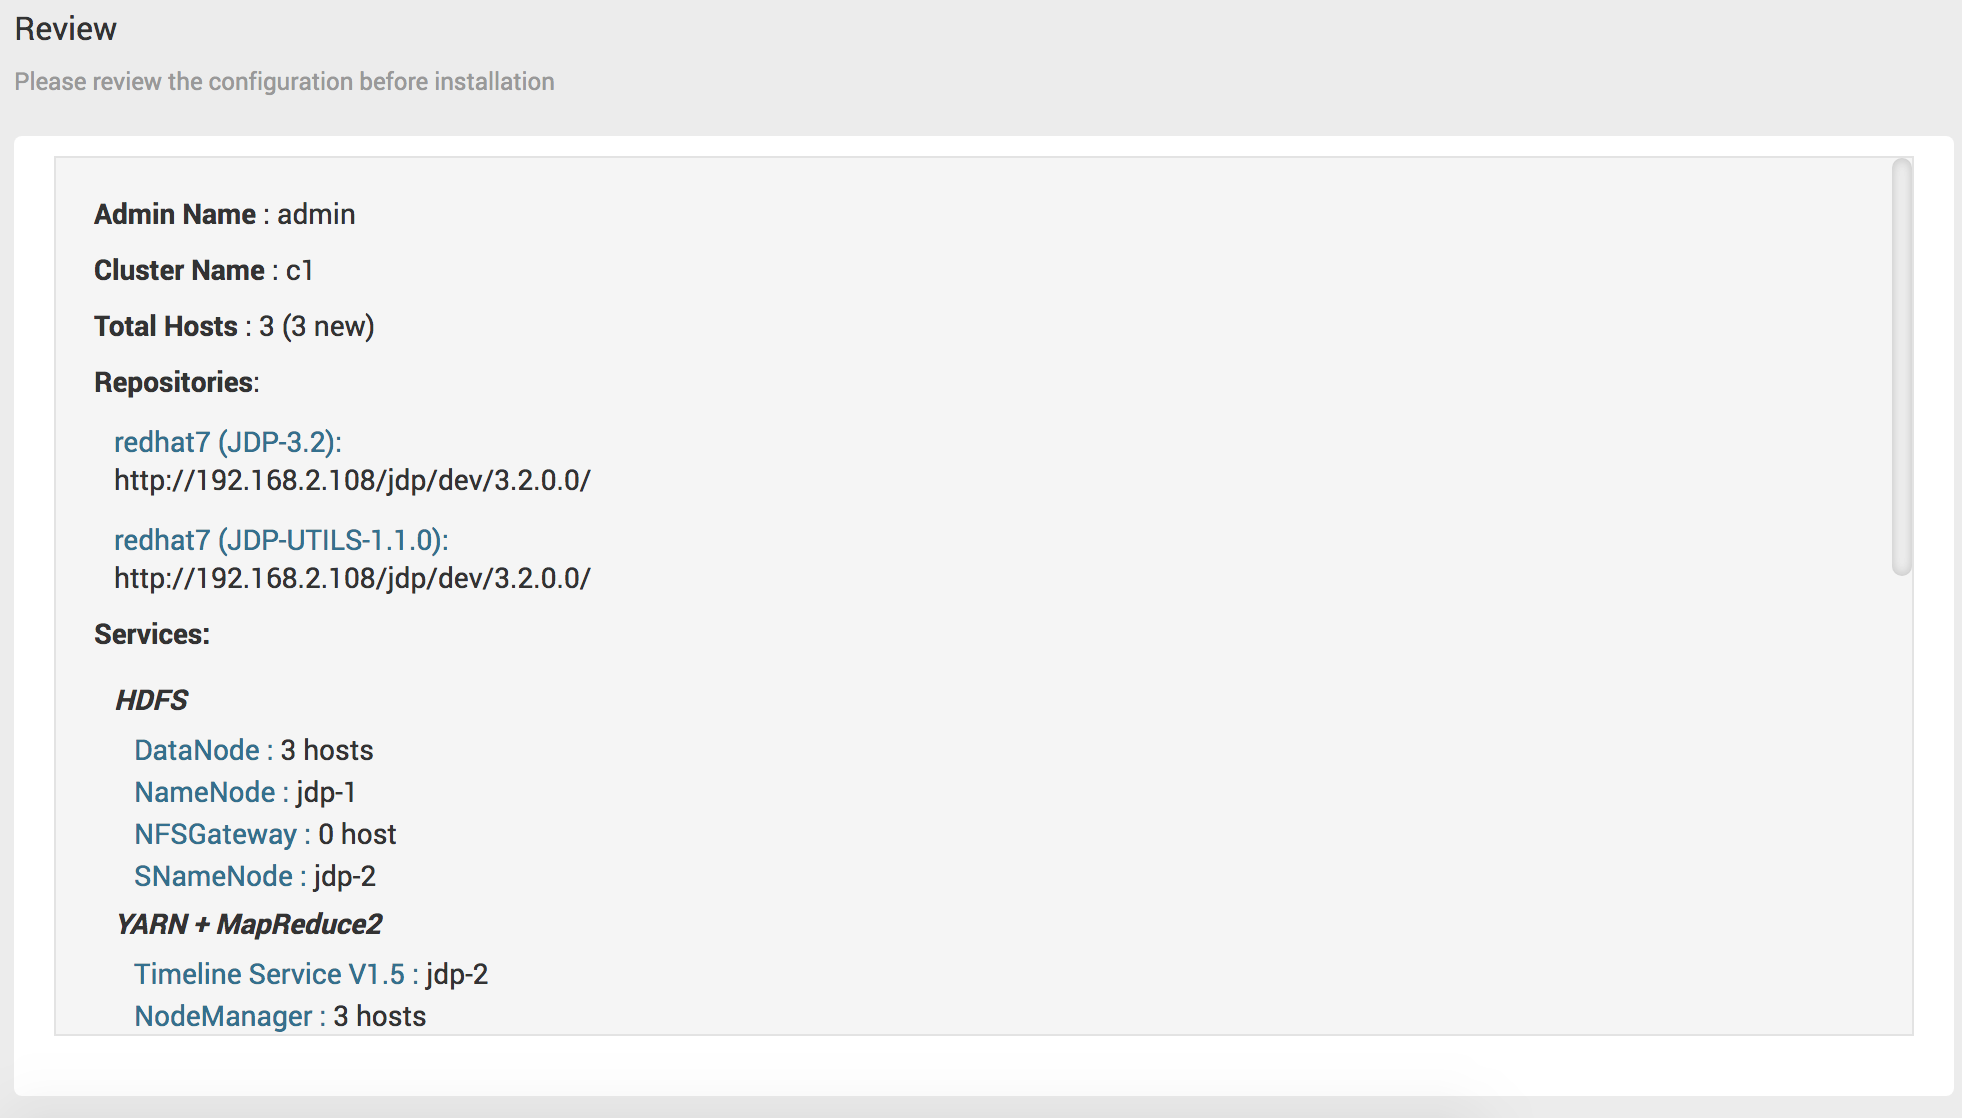 Review
Please review the configuration before installation
Admin Name : admin
Cluster Name : c1
Total Hosts : 3 (3 new)
Repositories:
redhat7 (JDP-3.2):
http://192.168.2.108/jdp/dev/3.2.0.0/
redhat7 (JDP-UTILS-1.1.0):
http://192.168.2.108/jdp/dev/3.2.0.0/
Services:
HDFS
DataNode : 3 hosts
NameNode : jdp-1
NFSGateway : 0 host
SNameNode : jdp-2
YARN + MapReduce2
Timeline Service V1.5 : jdp-2
NodeManager : 3 hosts